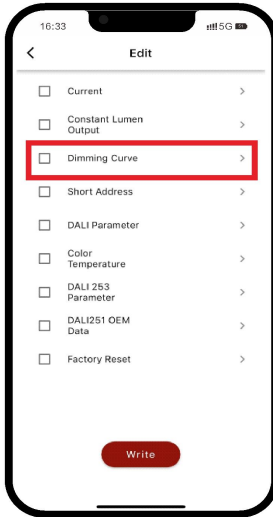 16:33
5G
Edit
Current
Constant Lumen
Output
Dimming Curve
Short Address
DALI Parameter
Color
Temperature
DALI 253
Parameter
DALI251 OEM
Data
Factory Reset
Write